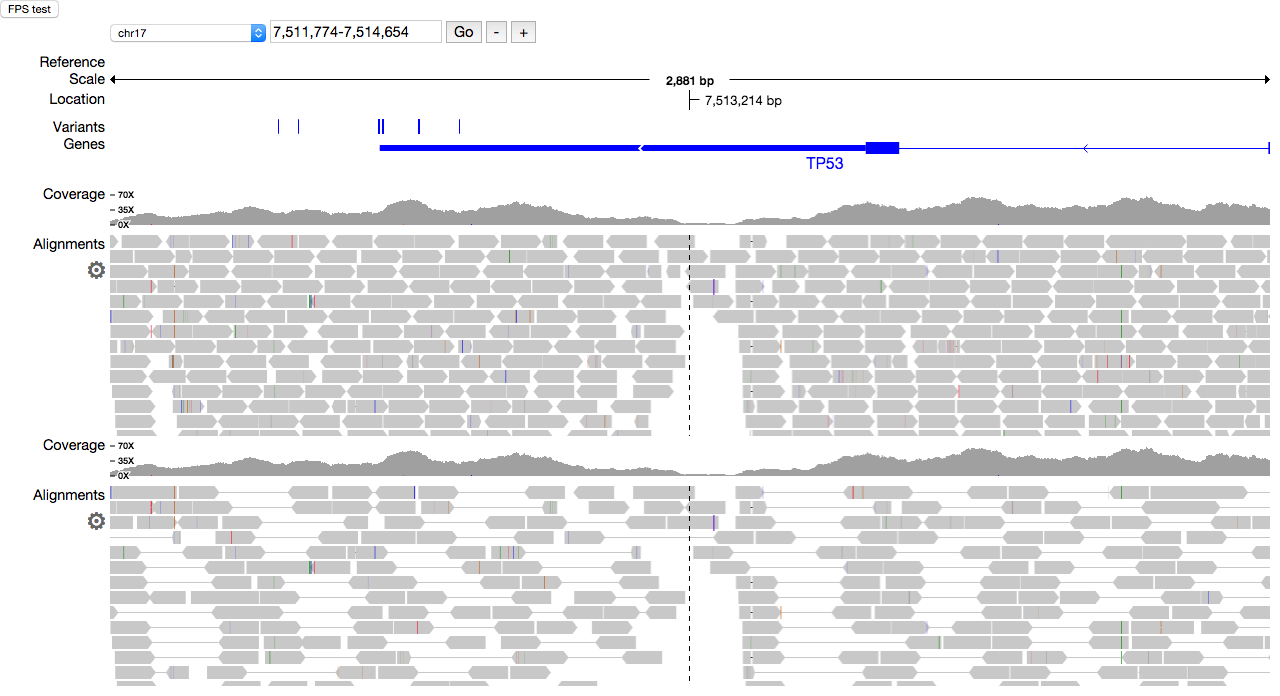 FPS test
chr17 7,511,774-7,514,654 Go - +
Reference
Scale 2,881 bp
Location 7,513,214 bp
Variants
Genes
TP53
Coverage 70X
35X
0X
Alignments
Coverage 70X
35X
0X
Alignments